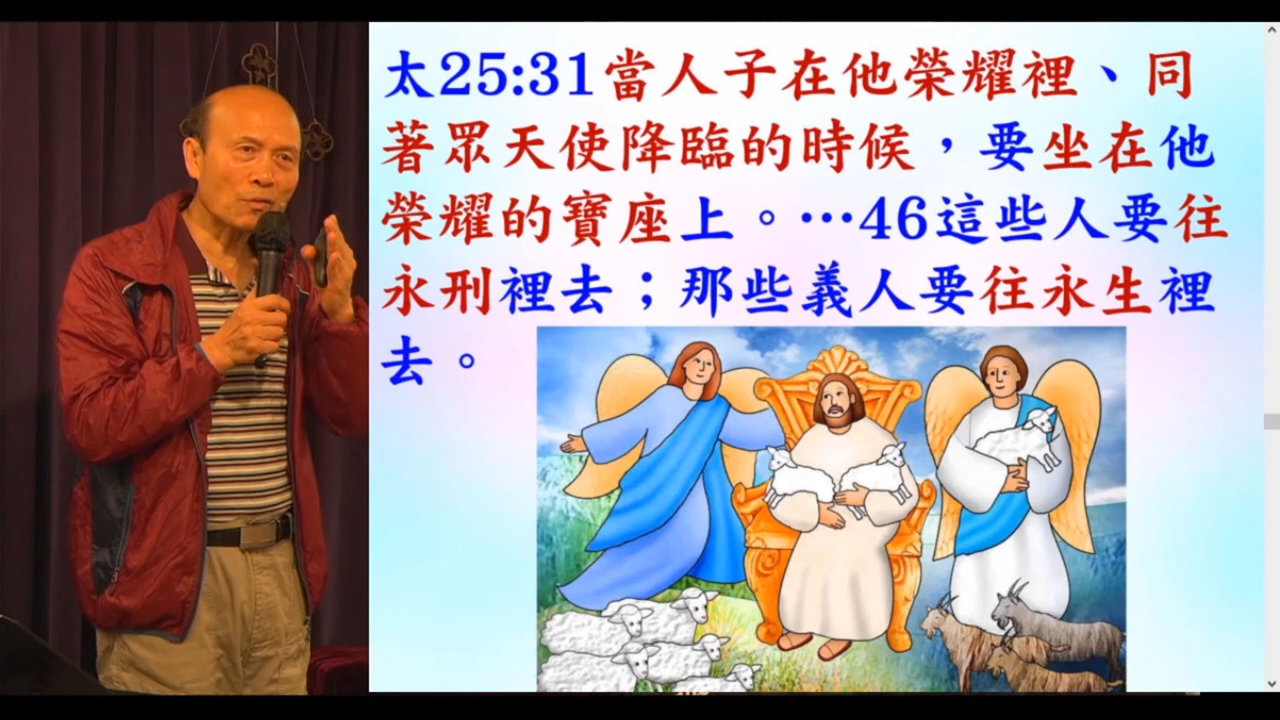 太25:31當人子在他榮耀裡、同
著眾天使降臨的時候，要坐在他
榮耀的寶座上。…46這些人要往
永刑裡去；那些義人要往永生裡
去。